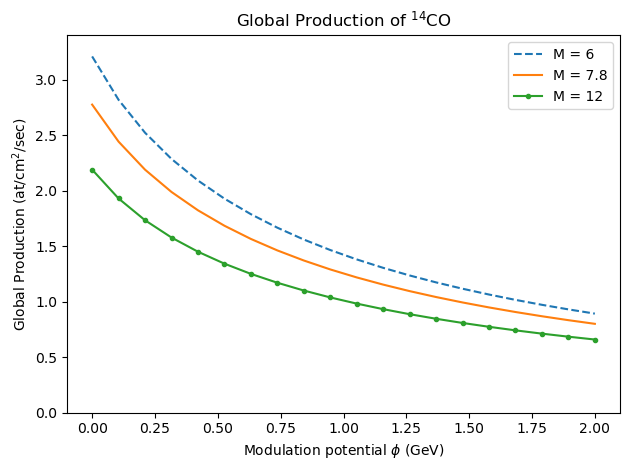 Global Production of ¹⁴CO
M = 6
M = 7.8
M = 12
Global Production (at/cm²/sec)
3.0
2.5
2.0
1.5
1.0
0.5
0.0
0.00 0.25 0.50 0.75 1.00 1.25 1.50 1.75 2.00
Modulation potential ϕ (GeV)